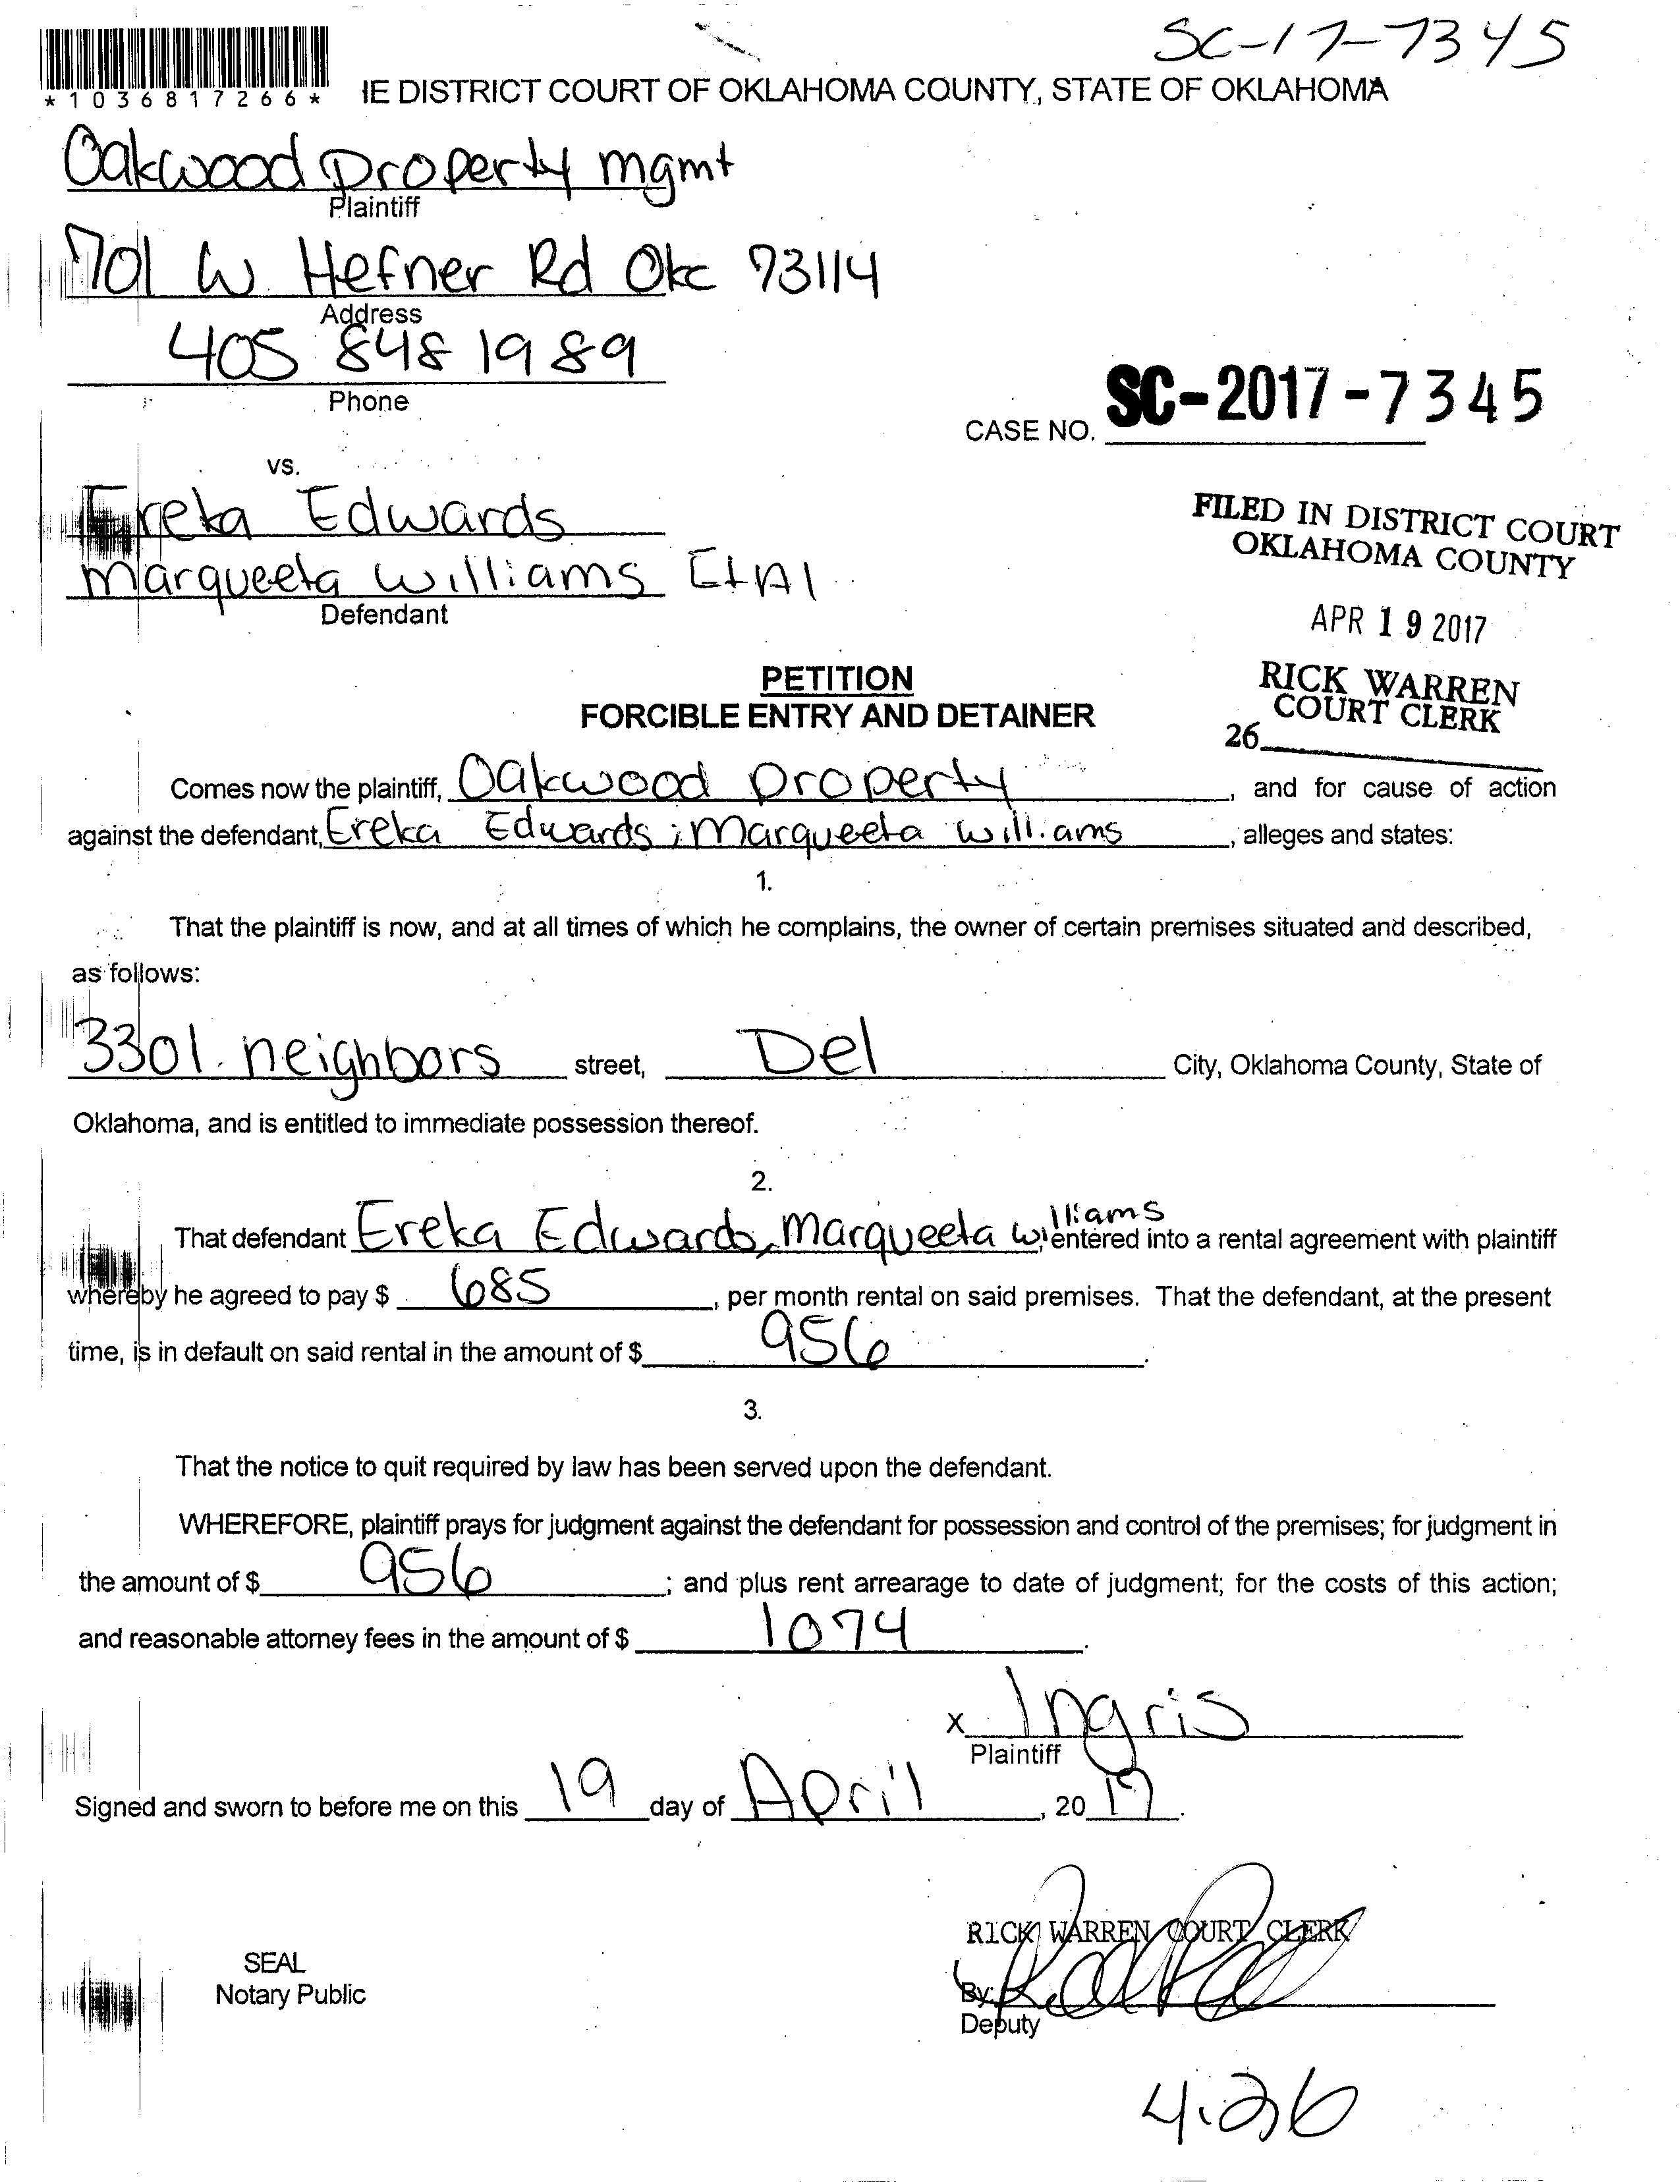 SC-17-7345
*1036817266*
IE DISTRICT COURT OF OKLAHOMA COUNTY, STATE OF OKLAHOMA
Oakwood property mgmt
Plaintiff
701 W Hefner Rd Okc 73114
Address
405 848 1989
Phone
CASE NO. SC-2017-7345
vs.
Ereka Edwards
Marqueeta Williams Et Al
Defendant
FILED IN DISTRICT COURT
OKLAHOMA COUNTY
APR 19 2017
RICK WARREN
COURT CLERK
26
PETITION
FORCIBLE ENTRY AND DETAINER
Comes now the plaintiff, Oakwood property, and for cause of action
against the defendant, Ereka Edwards ; Marqueeta williams, alleges and states:
1.
That the plaintiff is now, and at all times of which he complains, the owner of certain premises situated and described,
as follows:
3301 neighbors street, Del City, Oklahoma County, State of
Oklahoma, and is entitled to immediate possession thereof.
2.
That defendant Ereka Edwards, Marqueeta williams entered into a rental agreement with plaintiff
whereby he agreed to pay $ 685, per month rental on said premises. That the defendant, at the present
time, is in default on said rental in the amount of $ 956.
3.
That the notice to quit required by law has been served upon the defendant.
WHEREFORE, plaintiff prays for judgment against the defendant for possession and control of the premises; for judgment in
the amount of $ 956; and plus rent arrearage to date of judgment; for the costs of this action;
and reasonable attorney fees in the amount of $ 1074.
x Ingris
Plaintiff
Signed and sworn to before me on this 19 day of April, 20 17.
RICK WARREN COURT CLERK
SEAL
Notary Public
By:
Deputy
4.26